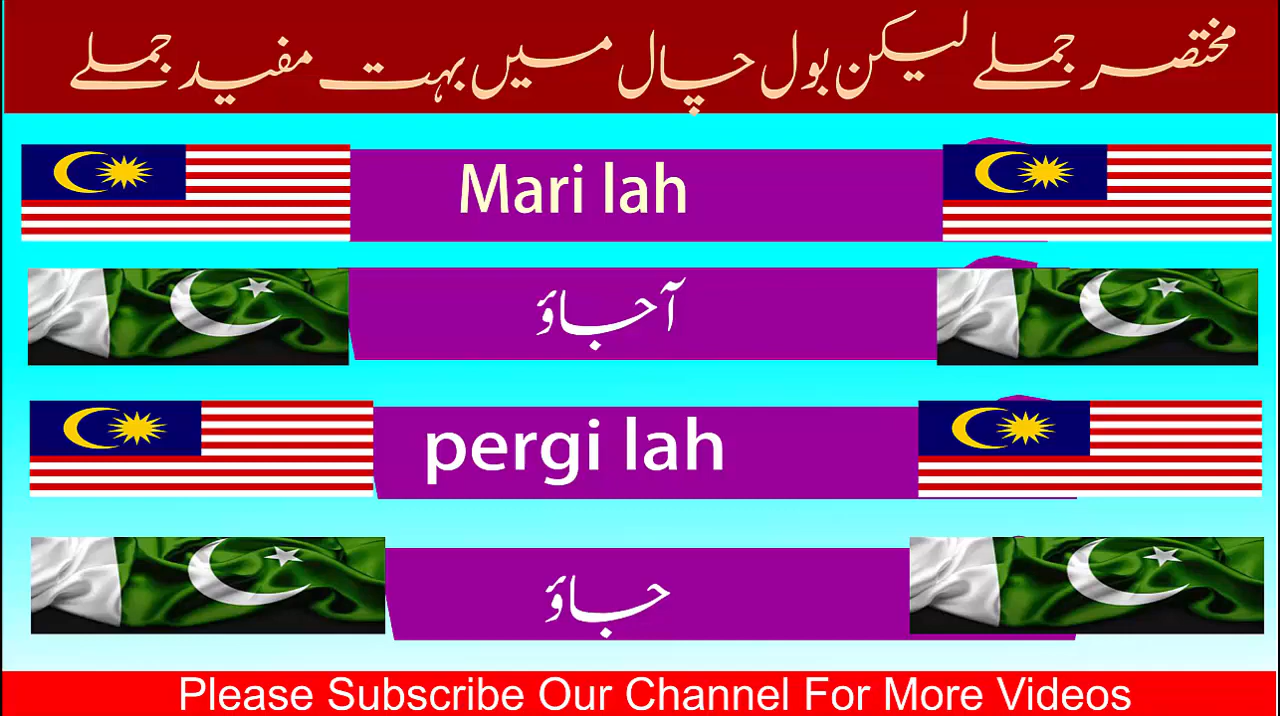 مختصر جملے لیکن بول چال میں بہت مفید جملے
Mari lah
آجاؤ
pergi lah
جاؤ
Please Subscribe Our Channel For More Videos